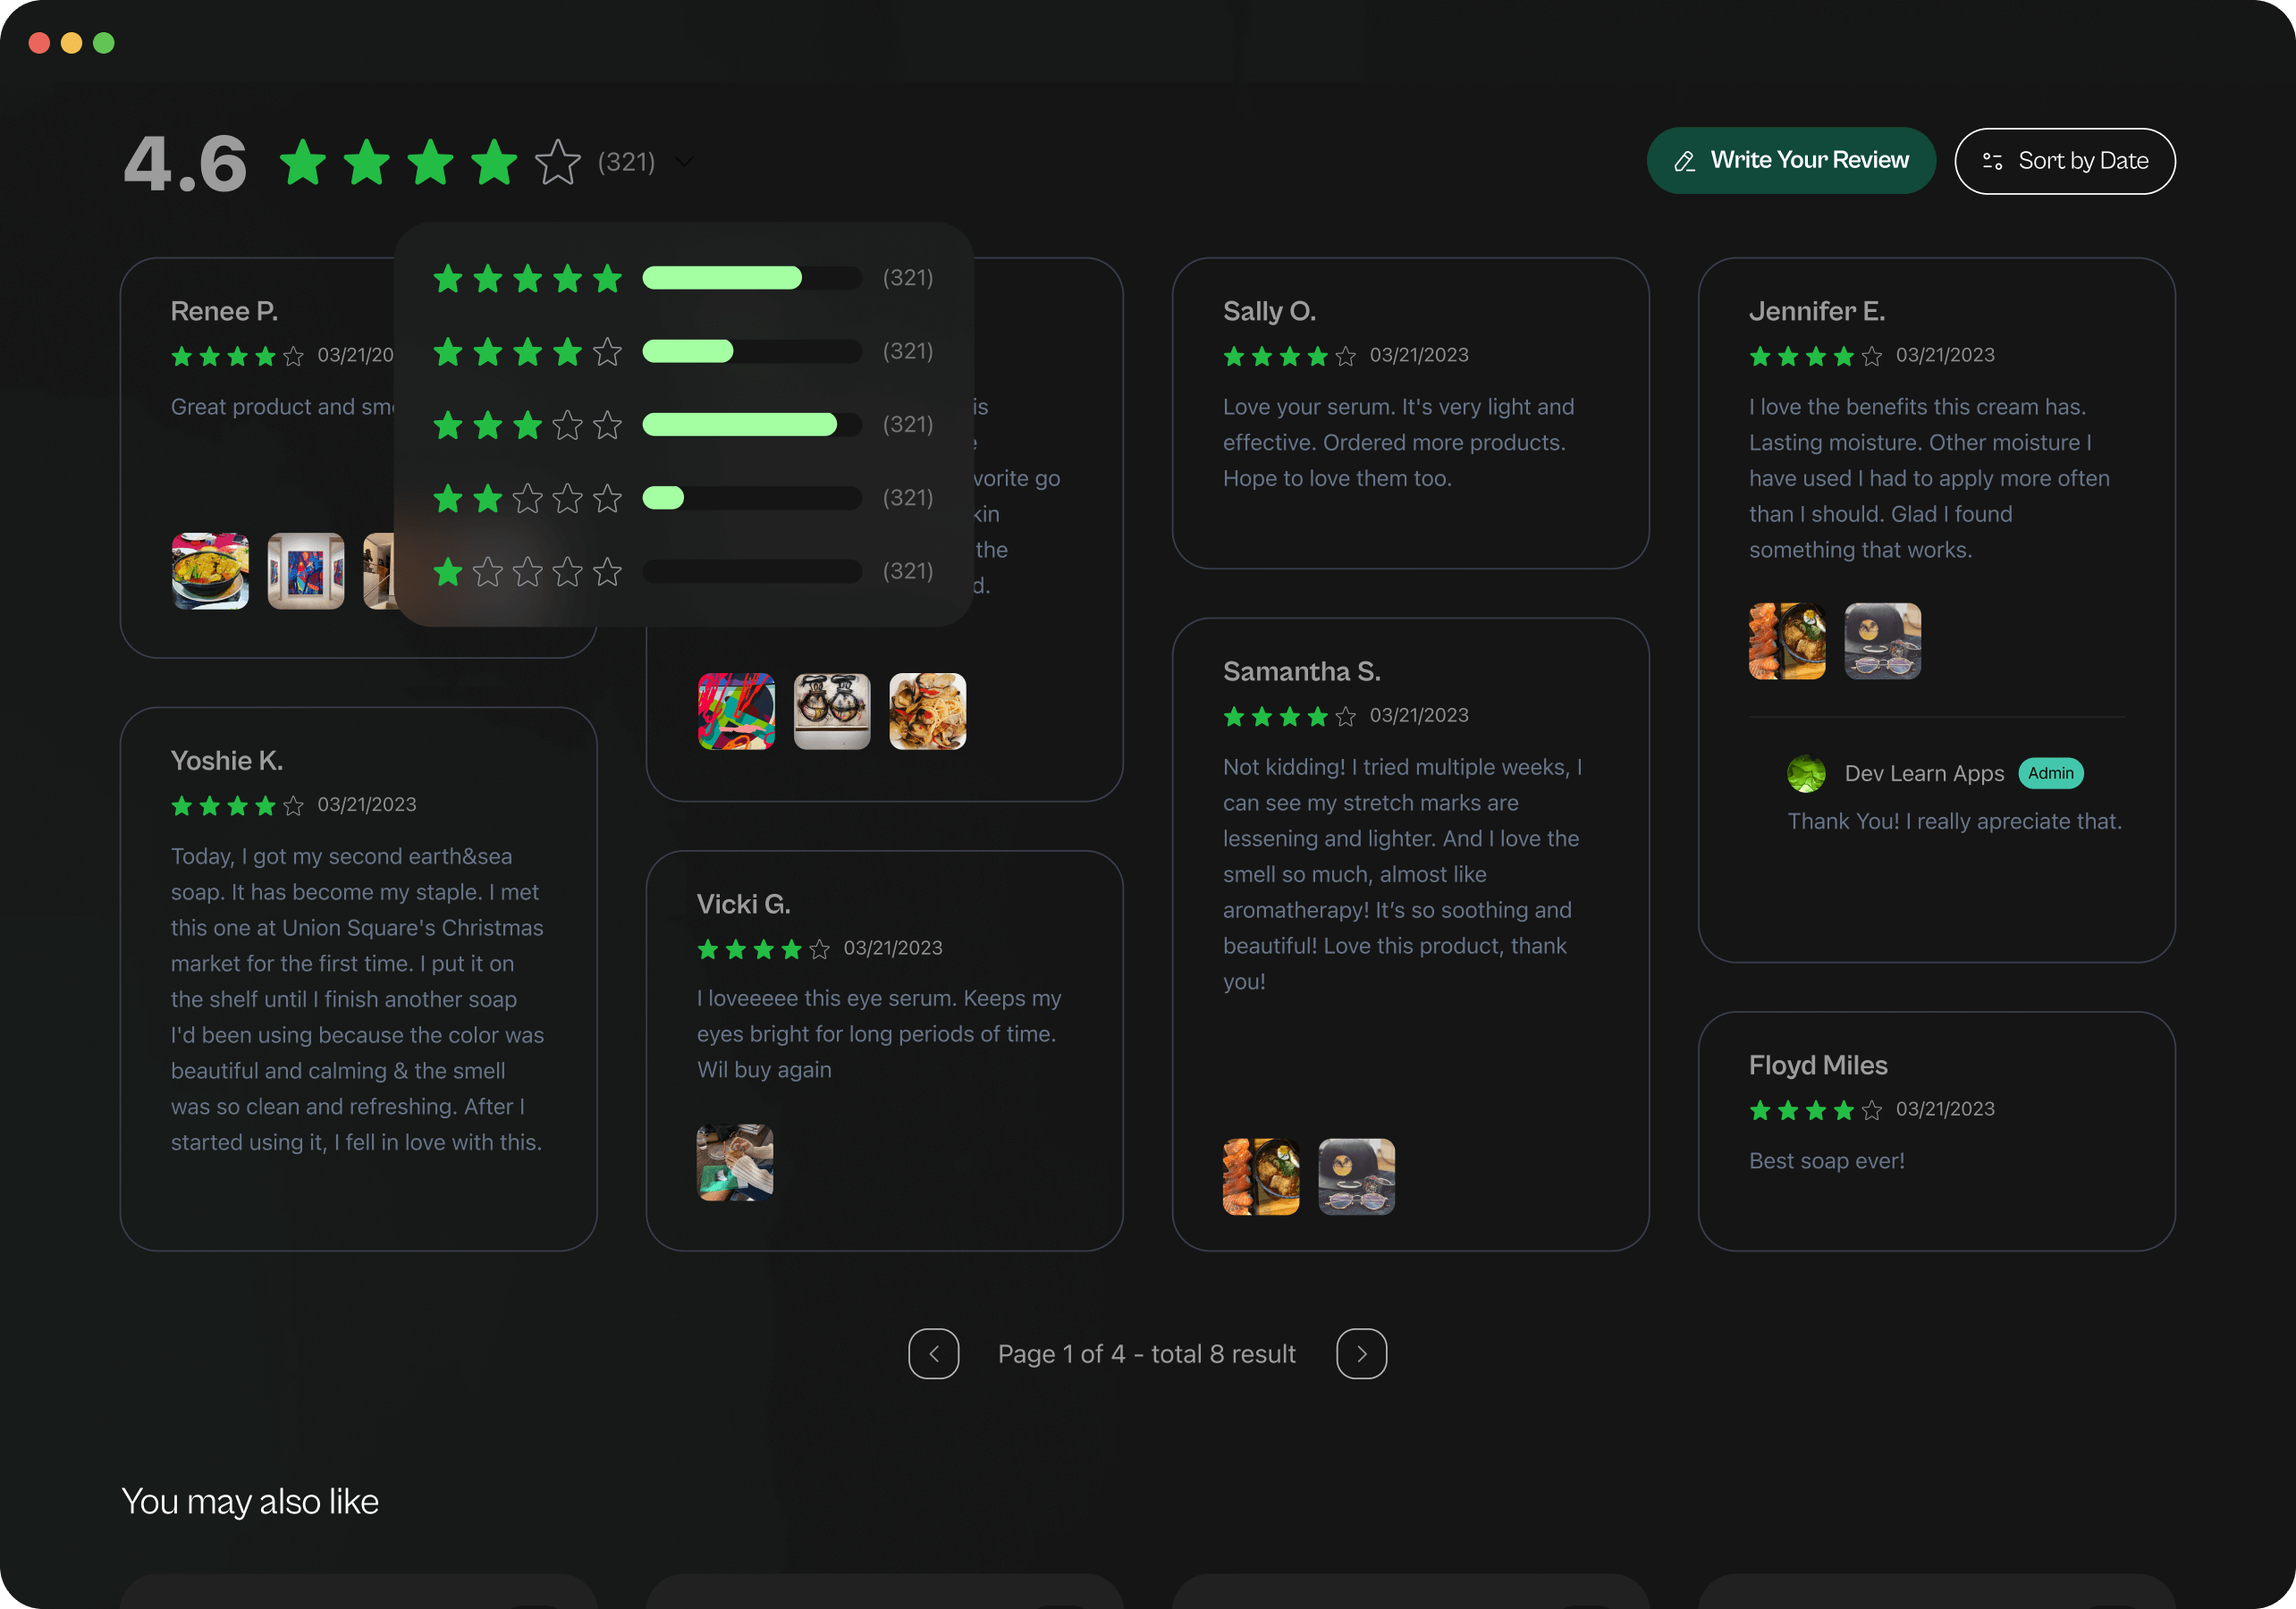 4.6 (321)
Write Your Review
Sort by Date
(321)
(321)
(321)
(321)
(321)
Renee P.
03/21/20
Great product and
is
vorite go
the
d.
Yoshie K.
03/21/2023
Today, I got my second earth&sea
soap. It has become my staple. I met
this one at Union Square's Christmas
market for the first time. I put it on
the shelf until I finish another soap
I'd been using because the color was
beautiful and calming & the smell
was so clean and refreshing. After I
started using it, I fell in love with this.
Vicki G.
03/21/2023
I loveeeee this eye serum. Keeps my
eyes bright for long periods of time.
Wil buy again
Sally O.
03/21/2023
Love your serum. It's very light and
effective. Ordered more products.
Hope to love them too.
Samantha S.
03/21/2023
Not kidding! I tried multiple weeks, I
can see my stretch marks are
lessening and lighter. And I love the
smell so much, almost like
aromatherapy! It’s so soothing and
beautiful! Love this product, thank
you!
Jennifer E.
03/21/2023
I love the benefits this cream has.
Lasting moisture. Other moisture I
have used I had to apply more often
than I should. Glad I found
something that works.
Dev Learn Apps Admin
Thank You! I really apreciate that.
Floyd Miles
03/21/2023
Best soap ever!
Page 1 of 4 - total 8 result
You may also like